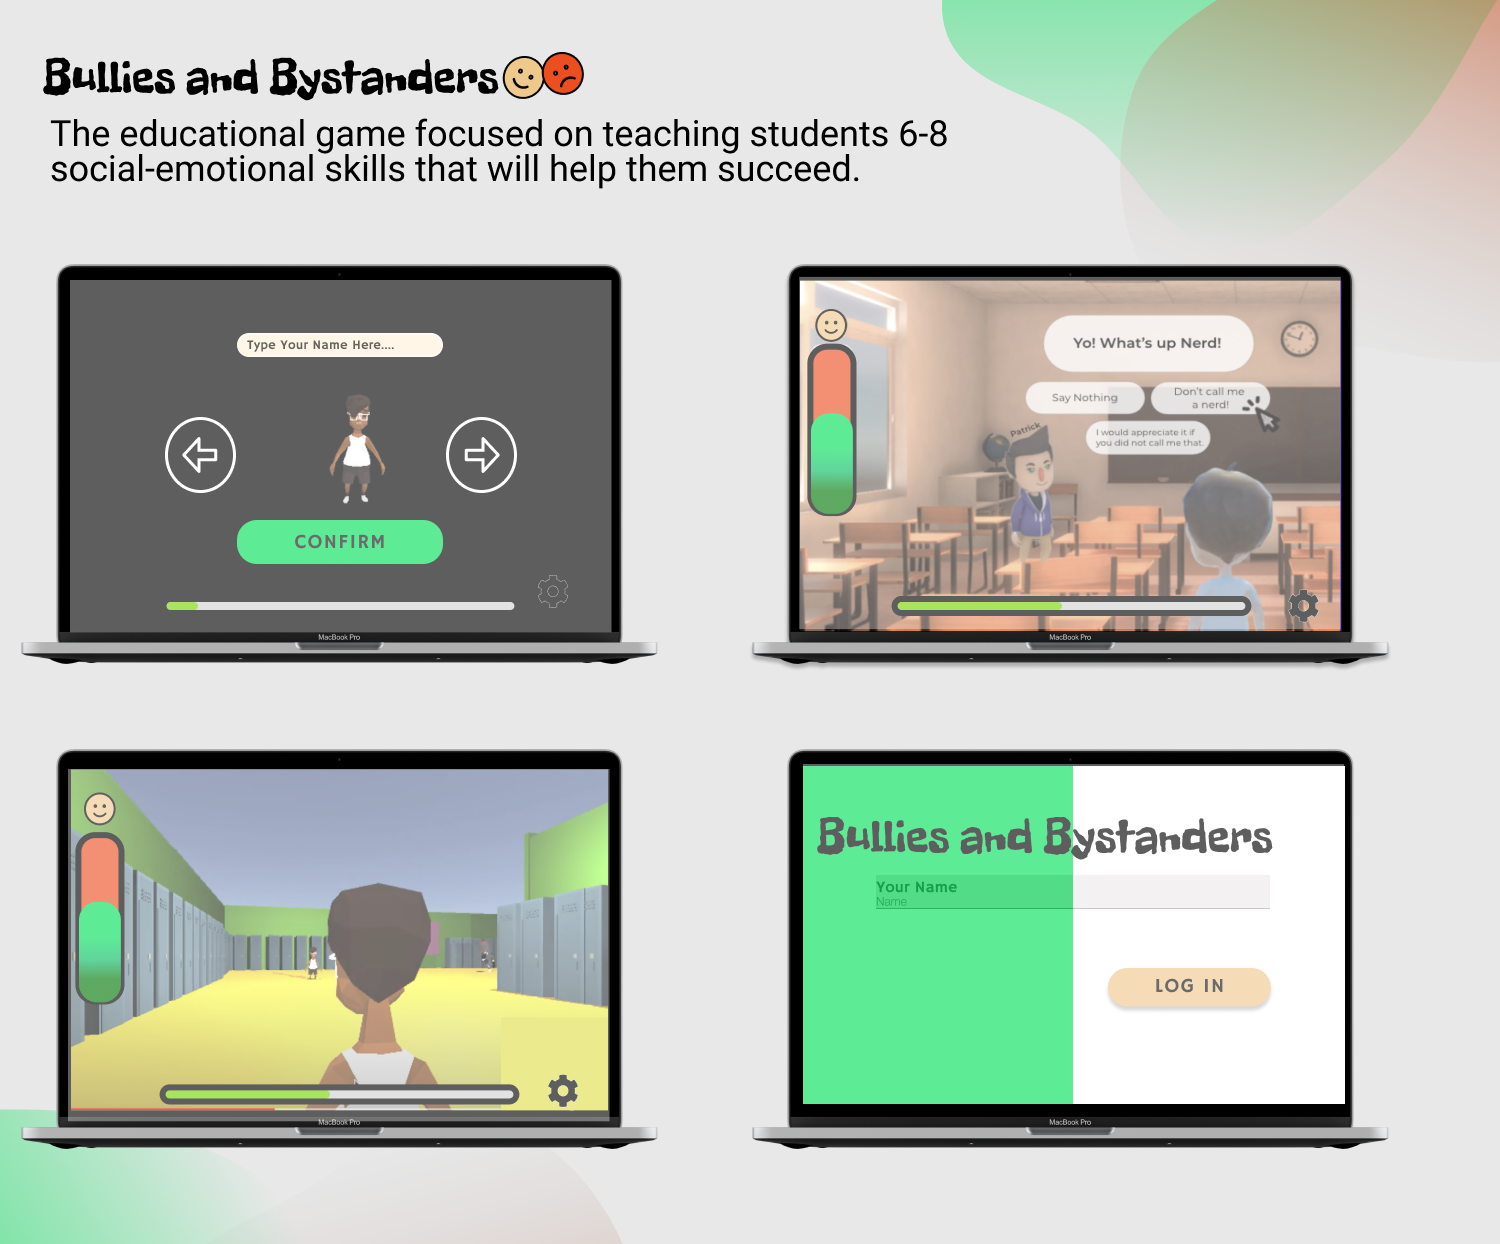 Bullies and Bystanders
The educational game focused on teaching students 6-8
social-emotional skills that will help them succeed.
Type Your Name Here....
CONFIRM
MacBook Pro
Yo! What's up Nerd!
Say Nothing
Don't call me
a nerd!
I would appreciate it if
you did not call me that.
Patrick
MacBook Pro
MacBook Pro
Bullies and Bystanders
Your Name
Name
LOG IN
MacBook Pro